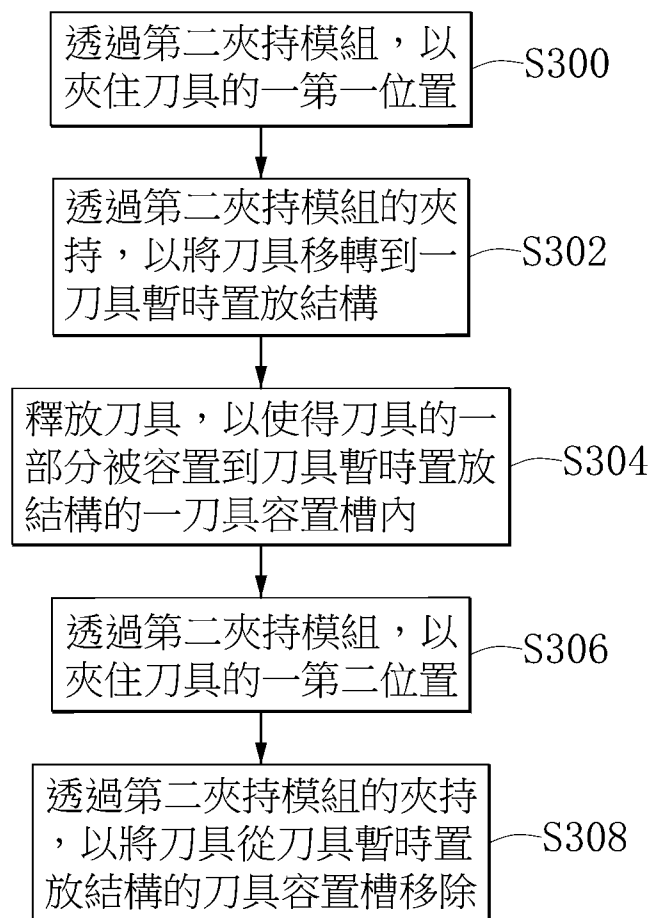 透過第二夾持模組，以
夾住刀具的一第一位置
S300
透過第二夾持模組的夾
持，以將刀具移轉到一
刀具暫時置放結構
S302
釋放刀具，以使得刀具的一
部分被容置到刀具暫時置放
結構的一刀具容置槽內
S304
透過第二夾持模組，以
夾住刀具的一第二位置
S306
透過第二夾持模組的夾持
，以將刀具從刀具暫時置
放結構的刀具容置槽移除
S308